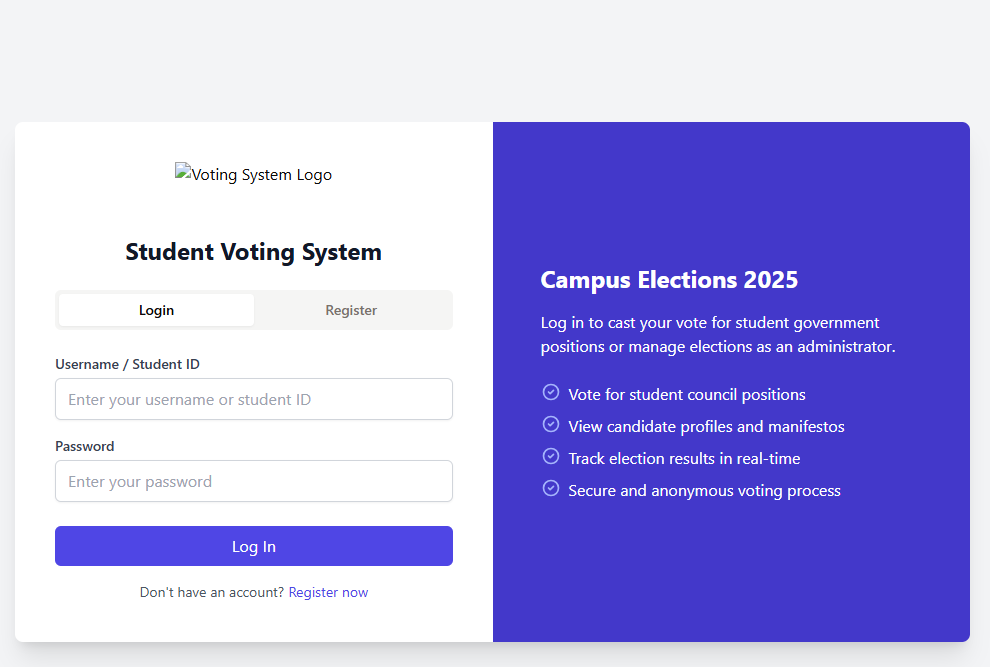 Voting System Logo
Student Voting System
Login
Register
Username / Student ID
Enter your username or student ID
Password
Enter your password
Log In
Don't have an account? Register now
Campus Elections 2025
Log in to cast your vote for student government
positions or manage elections as an administrator.
Vote for student council positions
View candidate profiles and manifestos
Track election results in real-time
Secure and anonymous voting process